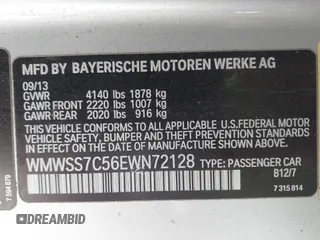 MFD BY BAYERISCHE MOTOREN WERKE AG
09/13
GVWR 4140 lbs 1878 kg
GAWR FRONT 2220 lbs 1007 kg
GAWR REAR 2020 lbs 916 kg
THIS VEHICLE CONFORMS TO ALL APPLICABLE U.S. FEDERAL MOTOR
VEHICLE SAFETY, BUMPER, AND THEFT PREVENTION STANDARDS
IN EFFECT ON THE DATE OF MANUFACTURE SHOWN ABOVE.
WMWSS7C56EWN72128 TYPE: PASSENGER CAR
B12/7
7 315 814
7 594 879
DREAMBID